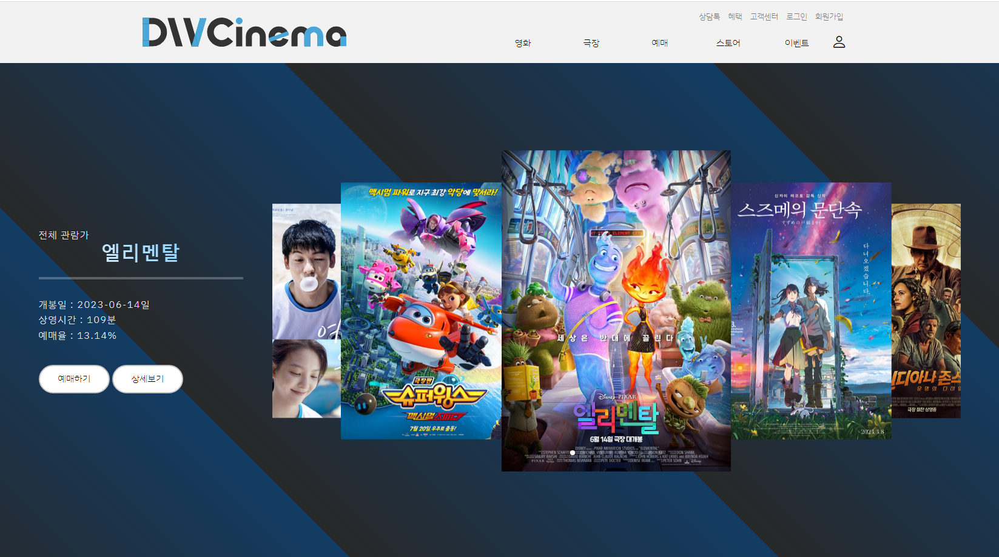 DWCinema
상담톡 혜택 고객센터 로그인 회원가입
영화 극장 예매 스토어 이벤트
전체 관람가
엘리멘탈
개봉일 : 2023-06-14일
상영시간 : 109분
예매율 : 13.14%
예매하기 상세보기
맥시멈 파워로 지구 최강 악당에 맞서라!
극장판
슈퍼윙스
맥시멈 스피드
7월 20일, 우주로 출동!
ELEMENT CITY
세상은 반대에 끌린다
Disney PIXAR
엘리멘탈
6월 14일 극장 대개봉
신카이 마코토 감독 신작
스즈메의 문단속
すずめの戸締まり
다녀오겠습니다.
2023.3.8
인디아나 존스
극장 절찬 상영중